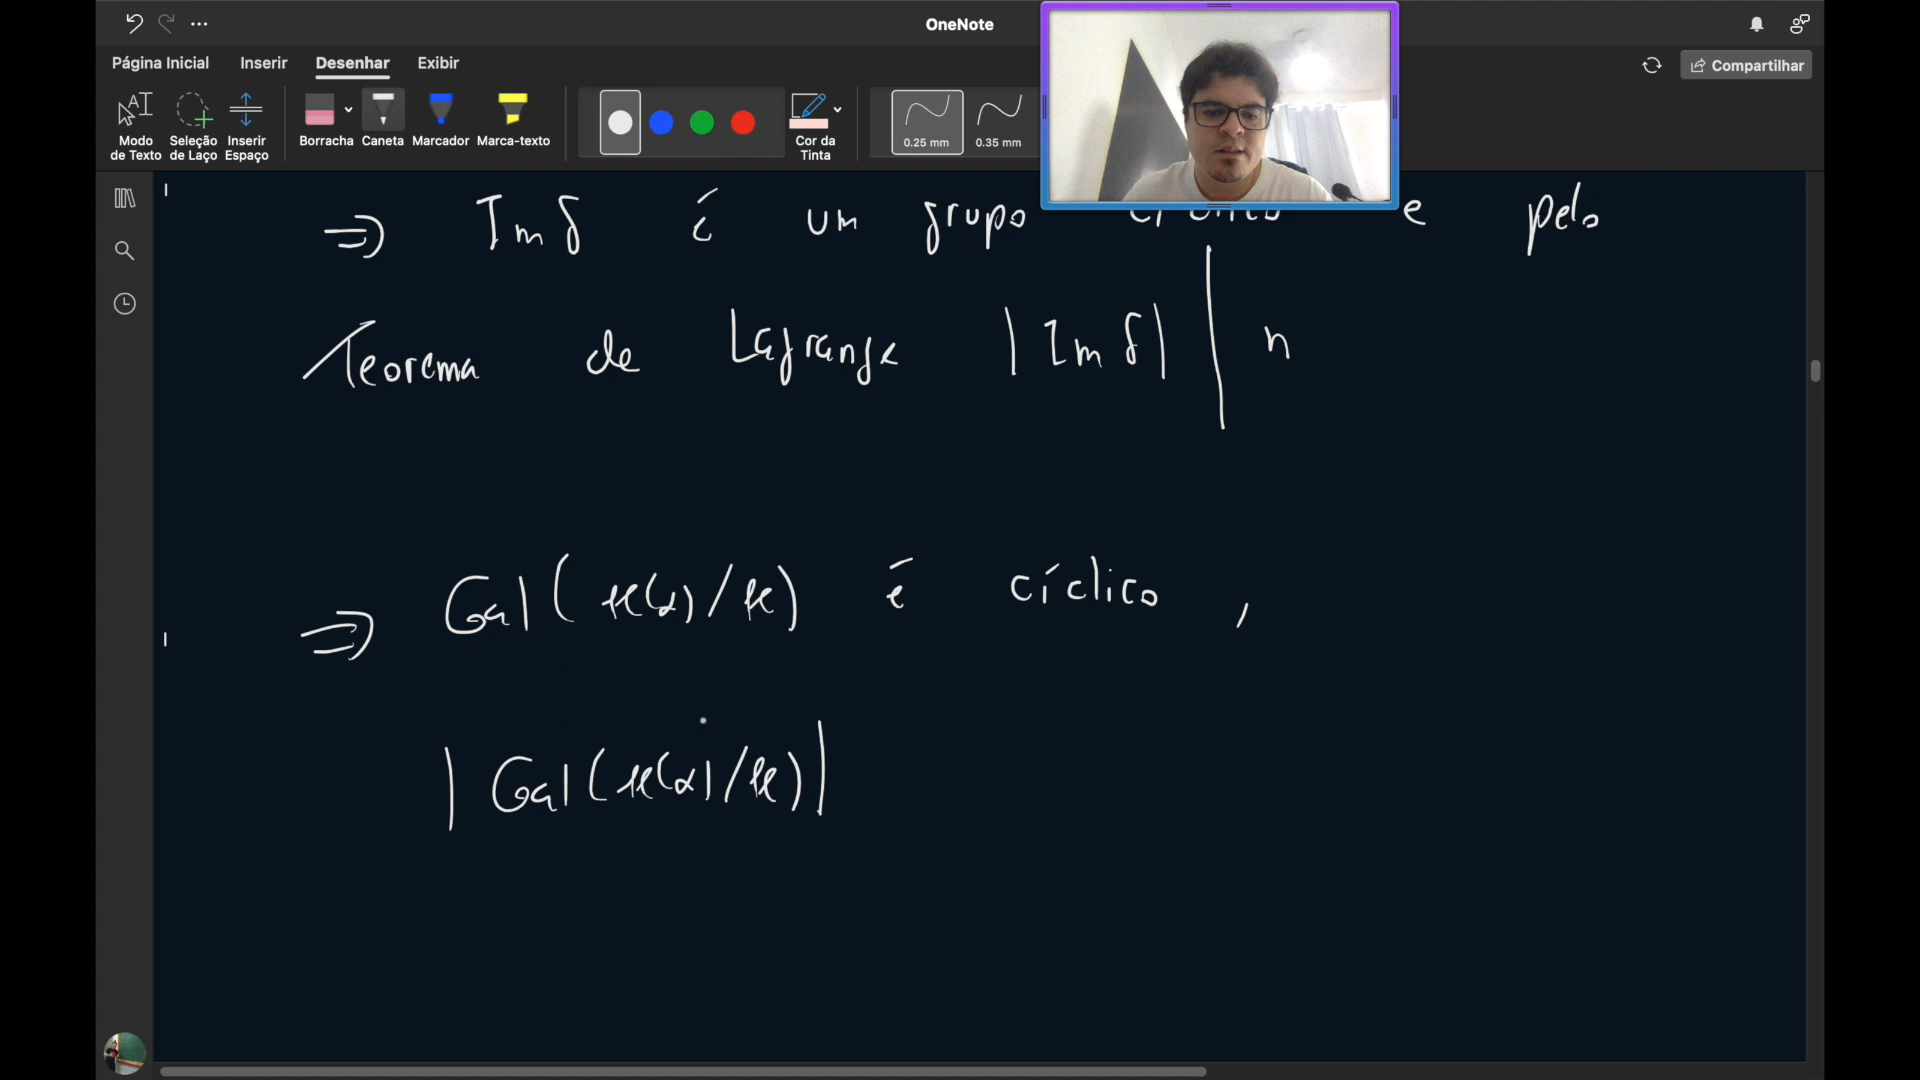 OneNote
Página Inicial Inserir Desenhar Exibir
Compartilhar
Modo de Texto Seleção de Laço Inserir Espaço Borracha Caneta Marcador Marca-texto Cor da Tinta 0.25 mm 0.35 mm
⇒ Im δ é um grupo e pelo
Teorema de Lagrange |Im δ| | n
⇒ Gal(K(α)/K) é cíclico ,
|Gal(K(α)/K)|